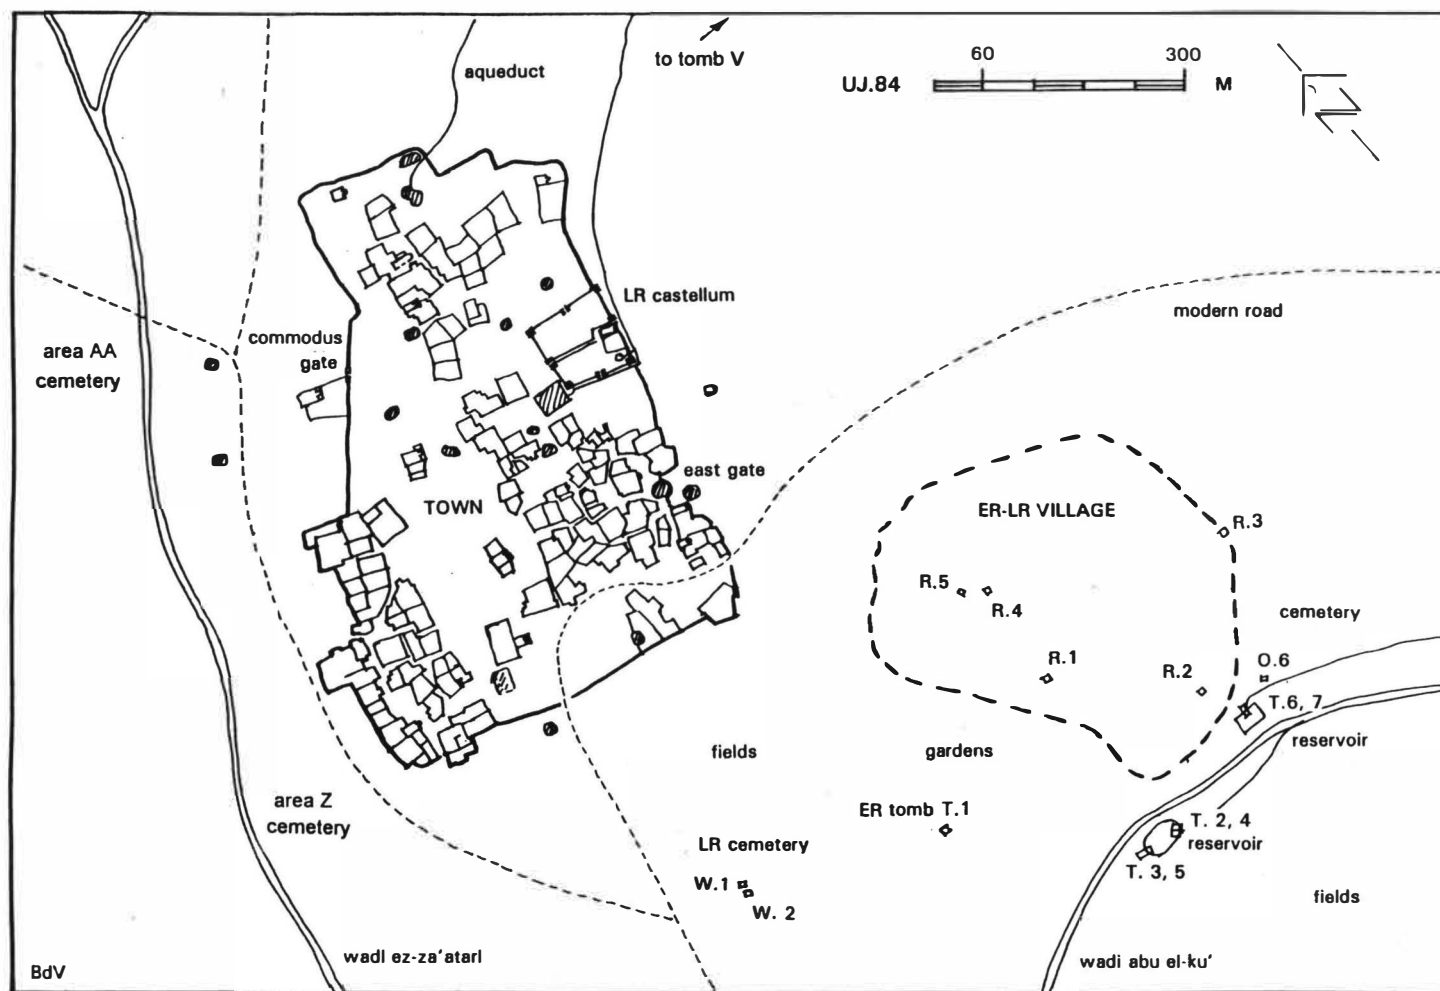 to tomb V
aqueduct
60
300
UJ.84
M
LR castellum
modern road
commodus
gate
area AA
cemetery
east gate
TOWN
ER-LR VILLAGE
R.3
R.5
R.4
cemetery
R.1
R.2
O.6
T.6, 7
reservoir
fields
gardens
area Z
cemetery
ER tomb T.1
T. 2, 4
reservoir
LR cemetery
T. 3, 5
W.1
W. 2
fields
wadi ez-za'atari
wadi abu el-ku'
BdV